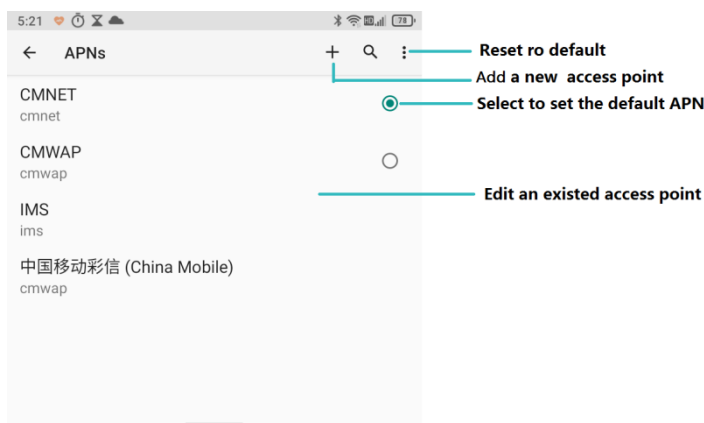 5:21 HD 78
APNs
Reset ro default
Add a new access point
CMNET
cmnet
Select to set the default APN
CMWAP
cmwap
Edit an existed access point
IMS
ims
中国移动彩信 (China Mobile)
cmwap